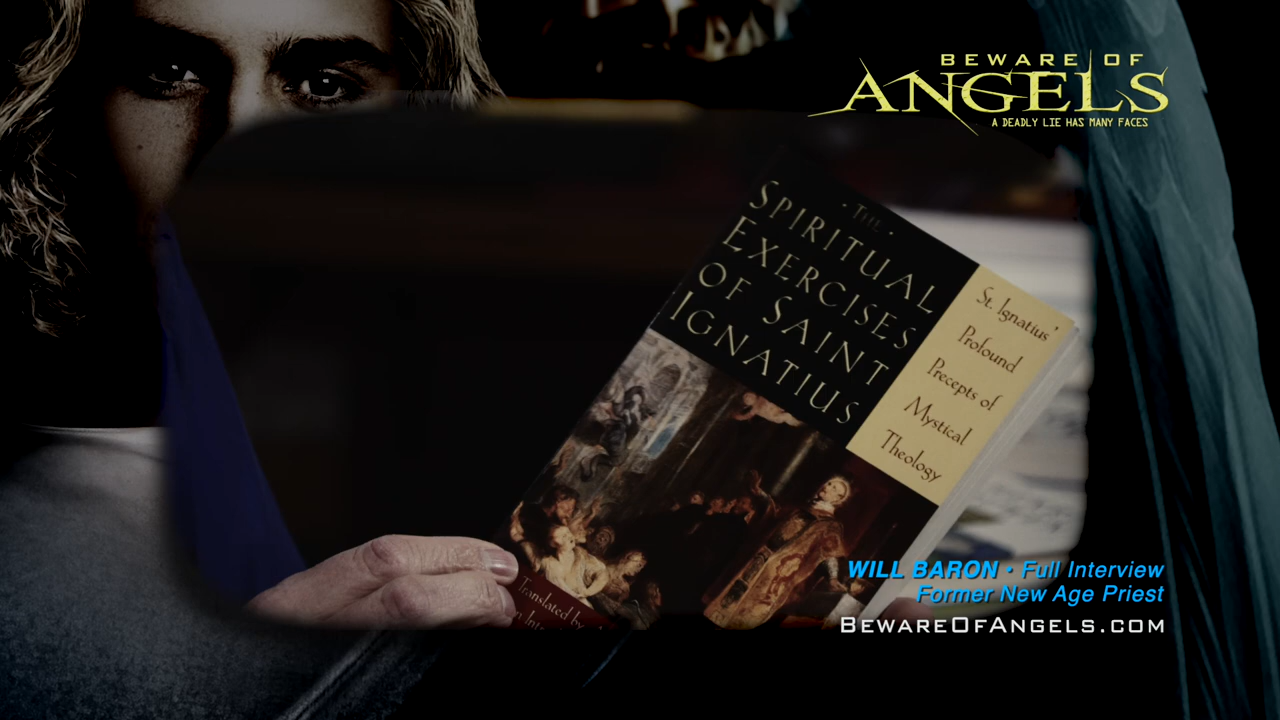 BEWARE OF
ANGELS
A DEADLY LIE HAS MANY FACES
• THE •
SPIRITUAL
EXERCISES
OF SAINT
IGNATIUS
St. Ignatius'
Profound
Precepts of
Mystical
Theology
Translated by
WILL BARON • Full Interview
Former New Age Priest
BEWAREOFANGELS.COM